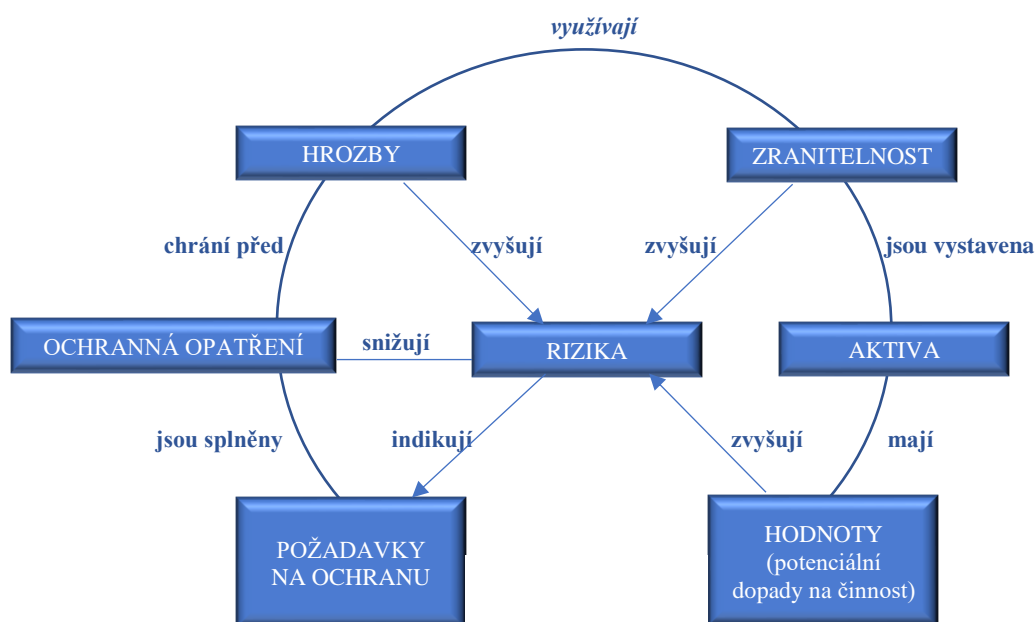 využívají
HROZBY
ZRANITELNOST
chrání před
zvyšují
zvyšují
jsou vystavena
OCHRANNÁ OPATŘENÍ
snižují
RIZIKA
AKTIVA
jsou splněny
indikují
zvyšují
mají
POŽADAVKY
NA OCHRANU
HODNOTY
(potenciální
dopady na činnost)